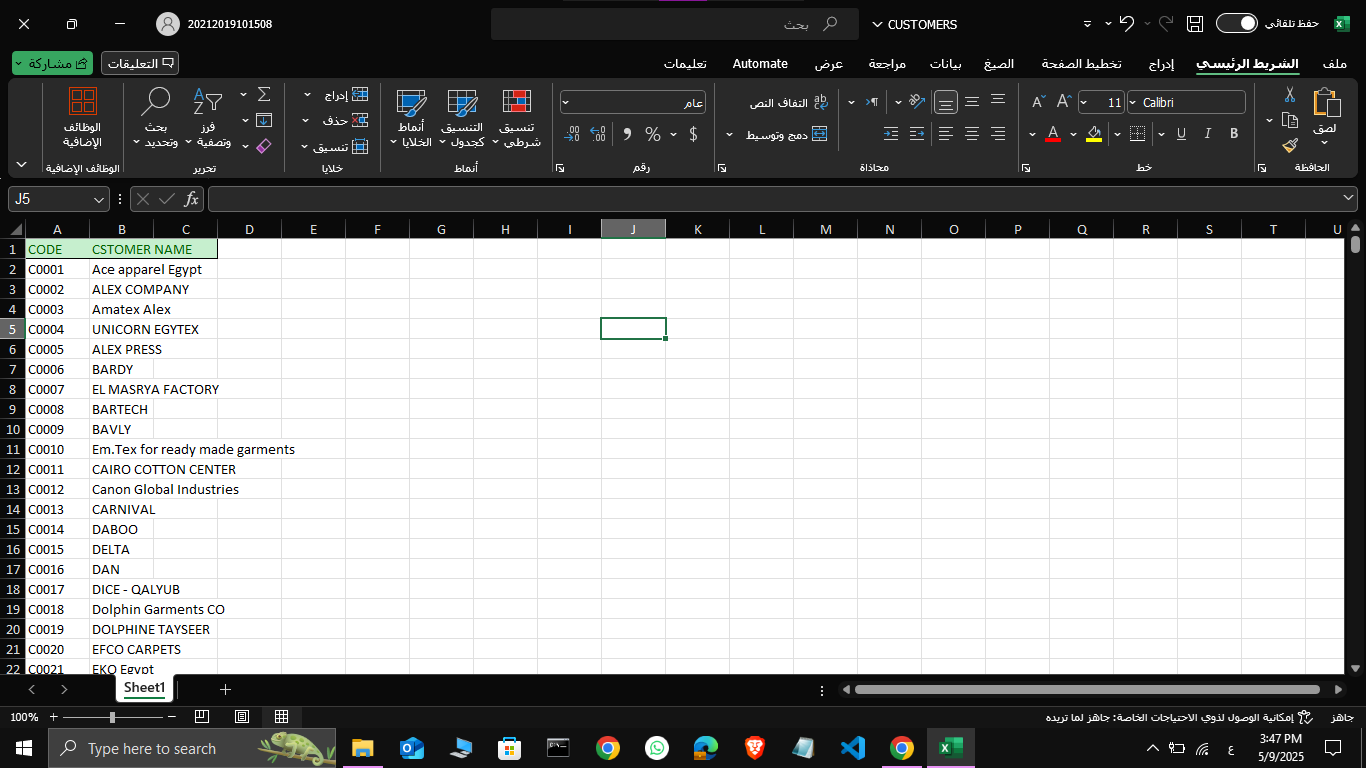 20212019101508
بحث
CUSTOMERS
حفظ تلقائي
ملف
الشريط الرئيسي
إدراج
تخطيط الصفحة
الصيغ
بيانات
مراجعة
عرض
Automate
تعليمات
التعليقات
مشاركة
لصق
الحافظة
Calibri
11
B I U
خط
التفاف النص
دمج وتوسيط
محاذاة
عام
$ % ,
رقم
تنسيق شرطي
التنسيق كجدول
أنماط الخلايا
أنماط
إدراج
حذف
تنسيق
خلايا
فرز وتصفية
بحث وتحديد
تحرير
الوظائف الإضافية
الوظائف الإضافية
J5
fx
A B C D E F G H I J K L M N O P Q R S T U
1 CODE CSTOMER NAME
2 C0001 Ace apparel Egypt
3 C0002 ALEX COMPANY
4 C0003 Amatex Alex
5 C0004 UNICORN EGYTEX
6 C0005 ALEX PRESS
7 C0006 BARDY
8 C0007 EL MASRYA FACTORY
9 C0008 BARTECH
10 C0009 BAVLY
11 C0010 Em.Tex for ready made garments
12 C0011 CAIRO COTTON CENTER
13 C0012 Canon Global Industries
14 C0013 CARNIVAL
15 C0014 DABOO
16 C0015 DELTA
17 C0016 DAN
18 C0017 DICE - QALYUB
19 C0018 Dolphin Garments CO
20 C0019 DOLPHINE TAYSEER
21 C0020 EFCO CARPETS
22 C0021 EKO Egypt
Sheet1
جاهز
إمكانية الوصول لذوي الاحتياجات الخاصة: جاهز لما تريده
100%
Type here to search
ع
3:47 PM
5/9/2025